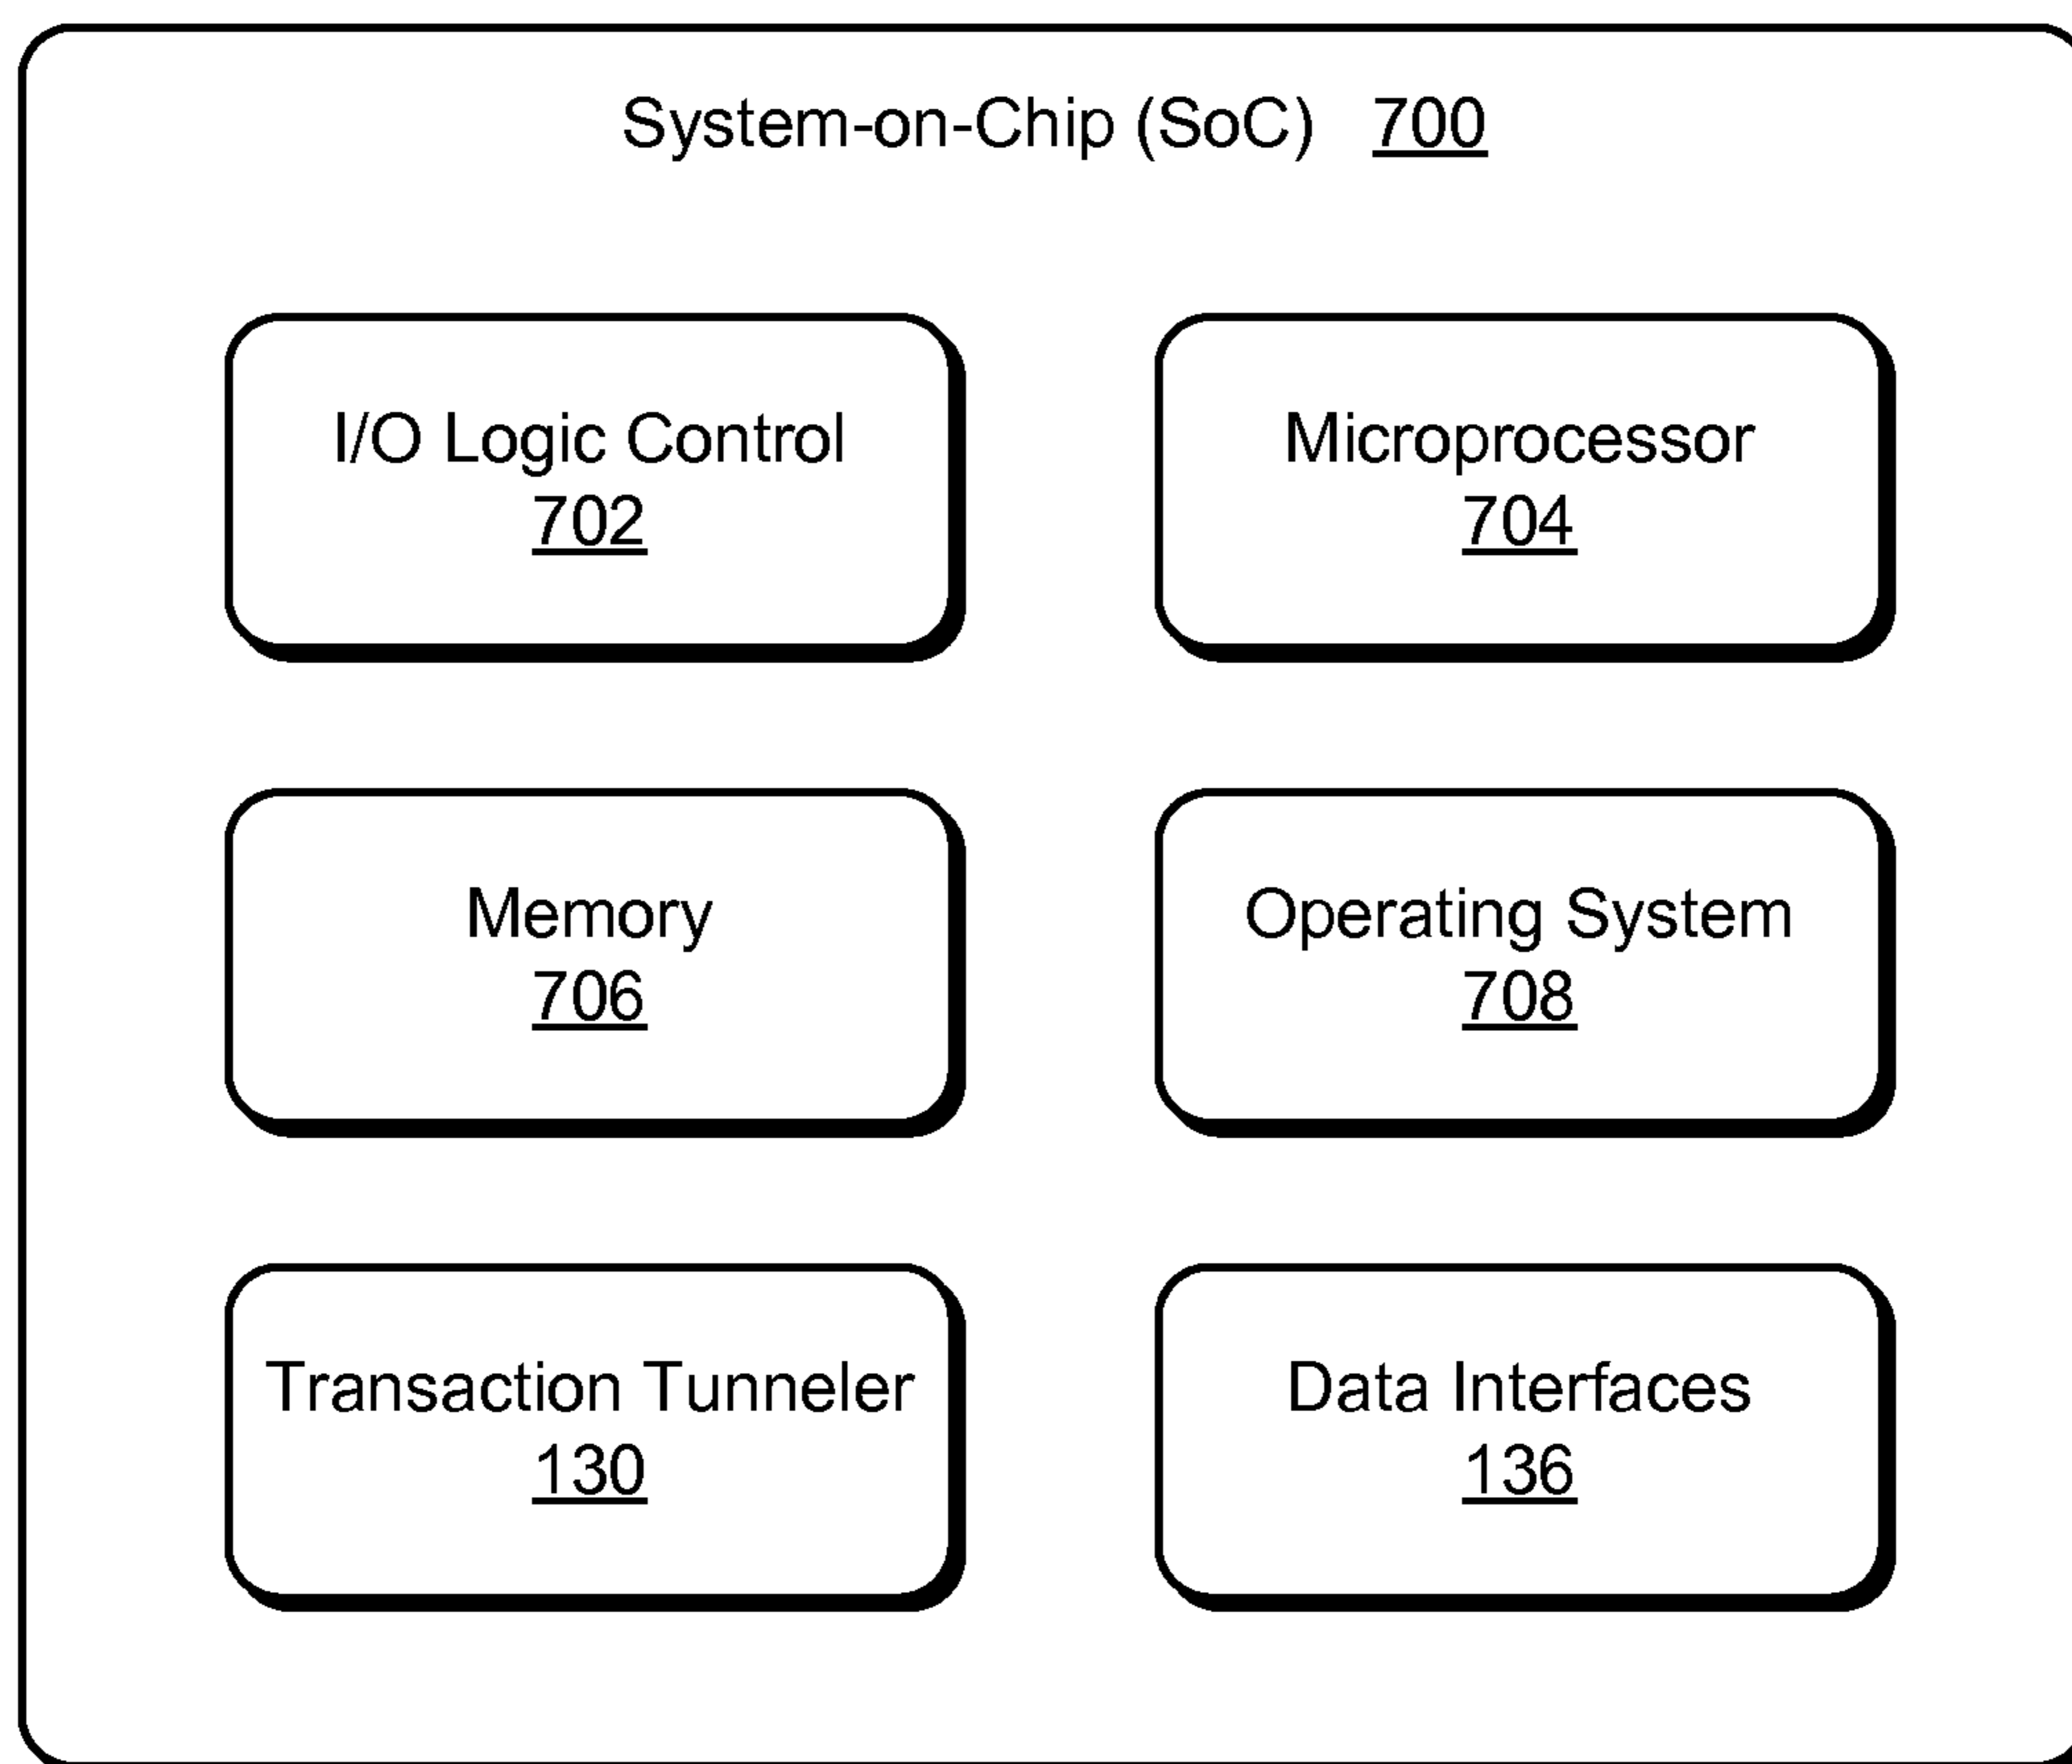 System-on-Chip (SoC) 700
I/O Logic Control
702
Microprocessor
704
Memory
706
Operating System
708
Transaction Tunneler
130
Data Interfaces
136